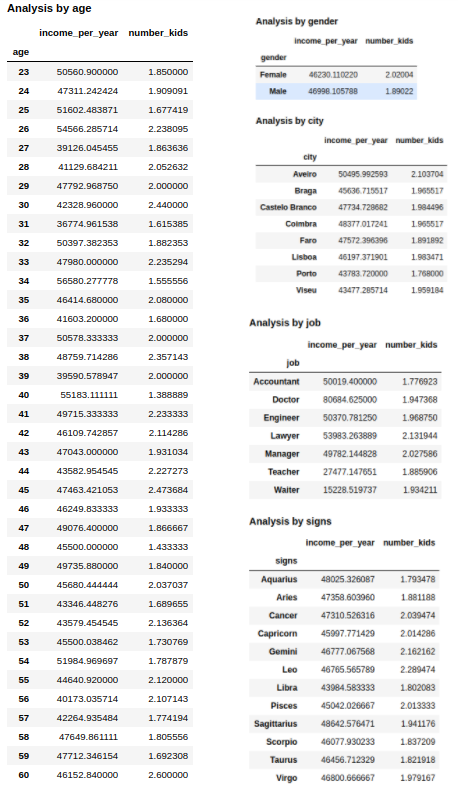 Analysis by age
income_per_year number_kids
age
23 50560.900000 1.850000
24 47311.242424 1.909091
25 51602.483871 1.677419
26 54566.285714 2.238095
27 39126.045455 1.863636
28 41129.684211 2.052632
29 47792.968750 2.000000
30 42328.960000 2.440000
31 36774.961538 1.615385
32 50397.382353 1.882353
33 47980.000000 2.235294
34 56580.277778 1.555556
35 46414.680000 2.080000
36 41603.200000 1.680000
37 50578.333333 2.000000
38 48759.714286 2.357143
39 39590.578947 2.000000
40 55183.111111 1.388889
41 49715.333333 2.233333
42 46109.742857 2.114286
43 47043.000000 1.931034
44 43582.954545 2.227273
45 47463.421053 2.473684
46 46249.833333 1.933333
47 49076.400000 1.866667
48 45500.000000 1.433333
49 49735.880000 1.840000
50 45680.444444 2.037037
51 43346.448276 1.689655
52 43579.454545 2.136364
53 45500.038462 1.730769
54 51984.969697 1.787879
55 44640.920000 2.120000
56 40173.035714 2.107143
57 42264.935484 1.774194
58 47649.861111 1.805556
59 47712.346154 1.692308
60 46152.840000 2.600000
Analysis by gender
income_per_year number_kids
gender
Female 46230.110220 2.02004
Male 46998.105788 1.89022
Analysis by city
income_per_year number_kids
city
Aveiro 50495.992593 2.103704
Braga 45636.715517 1.965517
Castelo Branco 47734.728682 1.984496
Coimbra 48377.017241 1.965517
Faro 47572.396396 1.891892
Lisboa 46197.371901 1.983471
Porto 43783.720000 1.768000
Viseu 43477.285714 1.959184
Analysis by job
income_per_year number_kids
job
Accountant 50019.400000 1.776923
Doctor 80684.625000 1.947368
Engineer 50370.781250 1.968750
Lawyer 53983.263889 2.131944
Manager 49782.144828 2.027586
Teacher 27477.147651 1.885906
Waiter 15228.519737 1.934211
Analysis by signs
income_per_year number_kids
signs
Aquarius 48025.326087 1.793478
Aries 47358.603960 1.881188
Cancer 47310.526316 2.039474
Capricorn 45997.771429 2.014286
Gemini 46777.067568 2.162162
Leo 46765.565789 2.289474
Libra 43984.583333 1.802083
Pisces 45042.026667 2.013333
Sagittarius 48642.576471 1.941176
Scorpio 46077.930233 1.837209
Taurus 46456.712329 1.821918
Virgo 46800.666667 1.979167